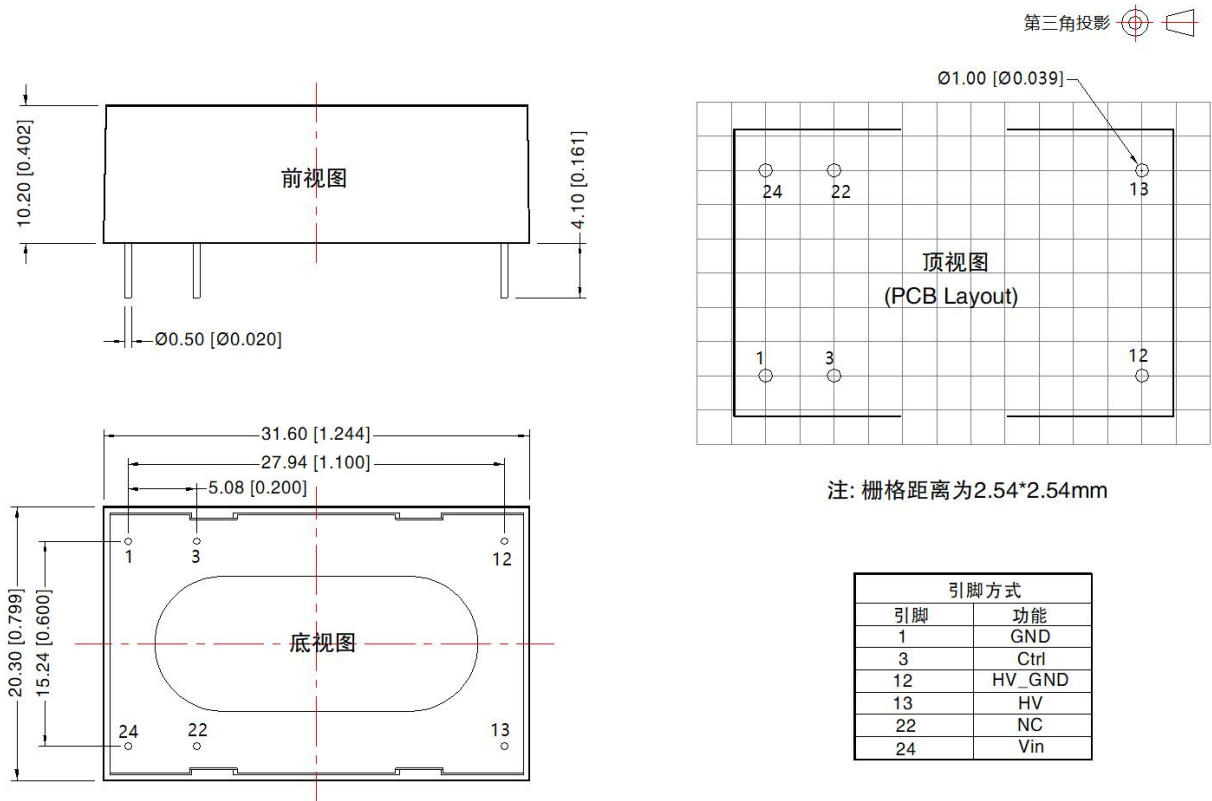 第三角投影
Ø1.00 [Ø0.039]
10.20 [0.402]
前视图
4.10 [0.161]
Ø0.50 [Ø0.020]
24 22 13
顶视图
(PCB Layout)
1 3 12
注: 栅格距离为2.54*2.54mm
31.60 [1.244]
27.94 [1.100]
5.08 [0.200]
1 3 12
20.30 [0.799]
15.24 [0.600]
底视图
24 22 13
引脚方式
引脚 功能
1 GND
3 Ctrl
12 HV_GND
13 HV
22 NC
24 Vin